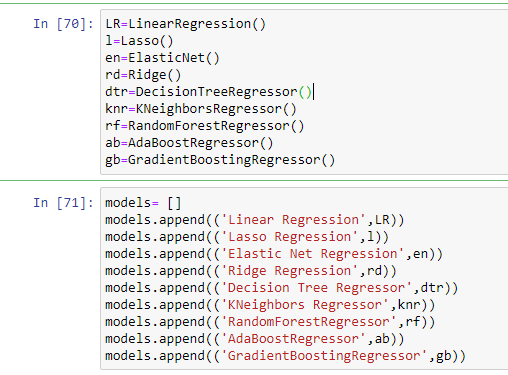 In [70]: LR=LinearRegression()
l=Lasso()
en=ElasticNet()
rd=Ridge()
dtr=DecisionTreeRegressor()
knr=KNeighborsRegressor()
rf=RandomForestRegressor()
ab=AdaBoostRegressor()
gb=GradientBoostingRegressor()
In [71]: models= []
models.append(('Linear Regression',LR))
models.append(('Lasso Regression',l))
models.append(('Elastic Net Regression',en))
models.append(('Ridge Regression',rd))
models.append(('Decision Tree Regressor',dtr))
models.append(('KNeighbors Regressor',knr))
models.append(('RandomForestRegressor',rf))
models.append(('AdaBoostRegressor',ab))
models.append(('GradientBoostingRegressor',gb))